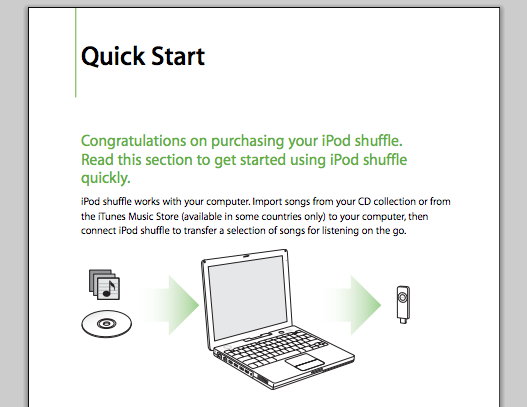 Quick Start
Congratulations on purchasing your iPod shuffle.
Read this section to get started using iPod shuffle
quickly.
iPod shuffle works with your computer. Import songs from your CD collection or from
the iTunes Music Store (available in some countries only) to your computer, then
connect iPod shuffle to transfer a selection of songs for listening on the go.